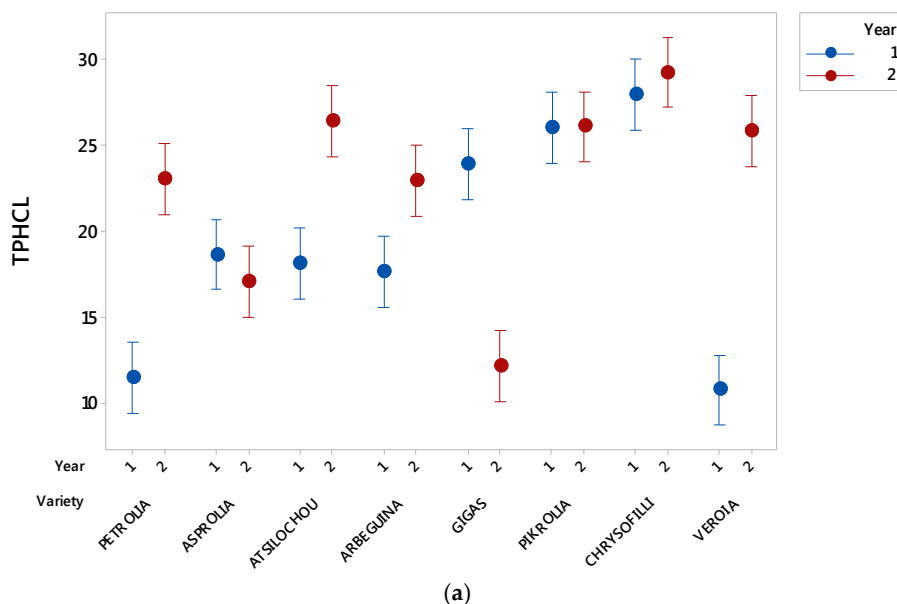 Year
1
2
30
25
20
15
10
TPHCL
Year 1 2 1 2 1 2 1 2 1 2 1 2 1 2 1 2
Variety PETROLIA ASPROLIA ATSILOCHOU ARBEGUINA GIGAS PIKROLIA CHRYSOFILLI VEROIA
(a)